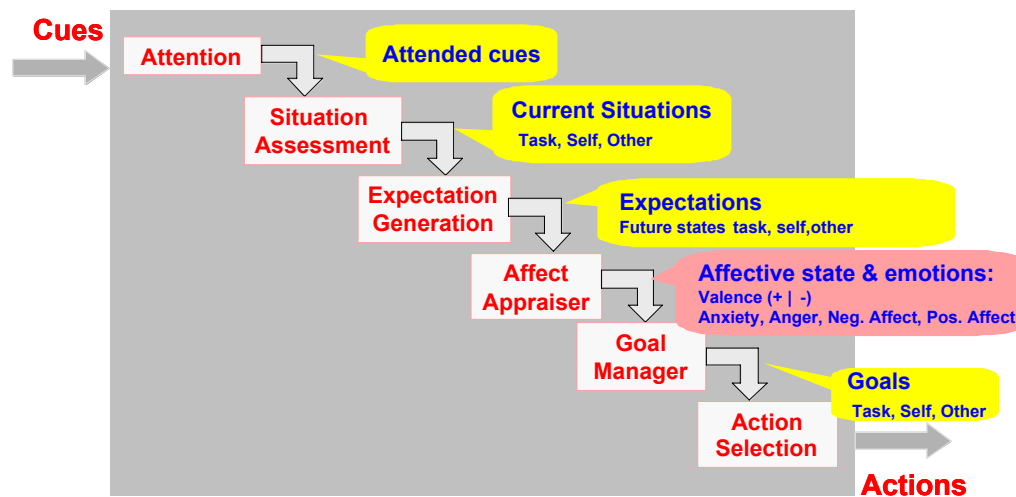 Cues
Attention
Attended cues
Situation
Assessment
Current Situations
Task, Self, Other
Expectation
Generation
Expectations
Future states task, self,other
Affect
Appraiser
Affective state & emotions:
Valence (+ | -)
Anxiety, Anger, Neg. Affect, Pos. Affect
Goal
Manager
Goals
Task, Self, Other
Action
Selection
Actions